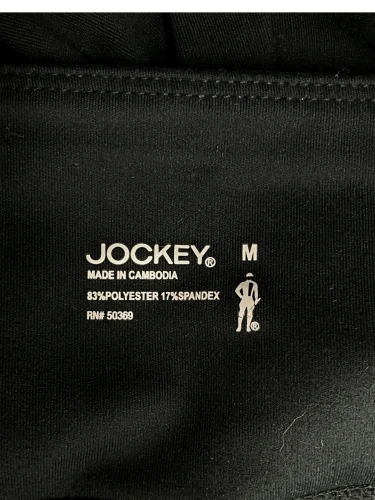 JOCKEY® M
MADE IN CAMBODIA
83%POLYESTER 17%SPANDEX
RN# 50369
®